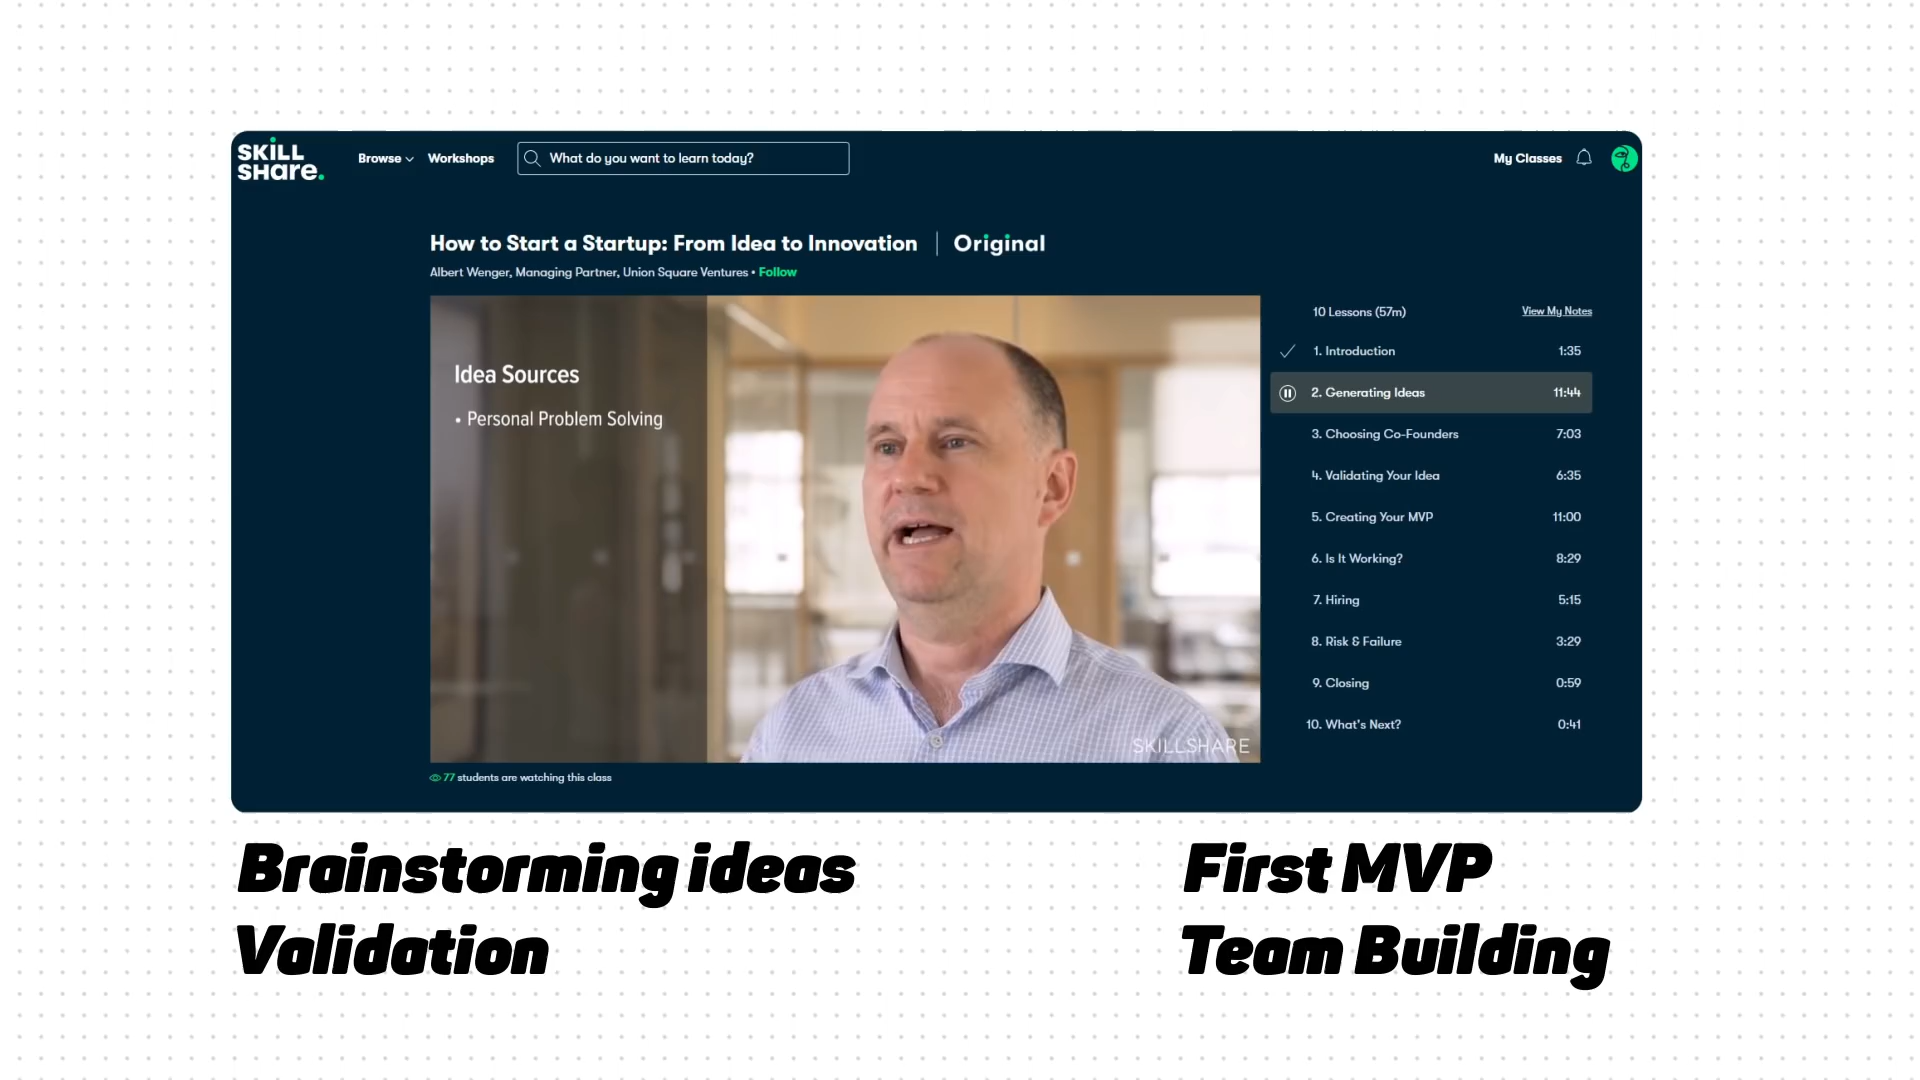 SKiLL
SHare.
Browse
Workshops
What do you want to learn today?
My Classes
How to Start a Startup: From Idea to Innovation
Original
Albert Wenger, Managing Partner, Union Square Ventures • Follow
Idea Sources
• Personal Problem Solving
SKILLSHARE
10 Lessons (57m)
View My Notes
1. Introduction 1:35
2. Generating Ideas 11:44
3. Choosing Co-Founders 7:03
4. Validating Your Idea 6:35
5. Creating Your MVP 11:00
6. Is It Working? 8:29
7. Hiring 5:15
8. Risk & Failure 3:29
9. Closing 0:59
10. What's Next? 0:41
77 students are watching this class
Brainstorming ideas
Validation
First MVP
Team Building